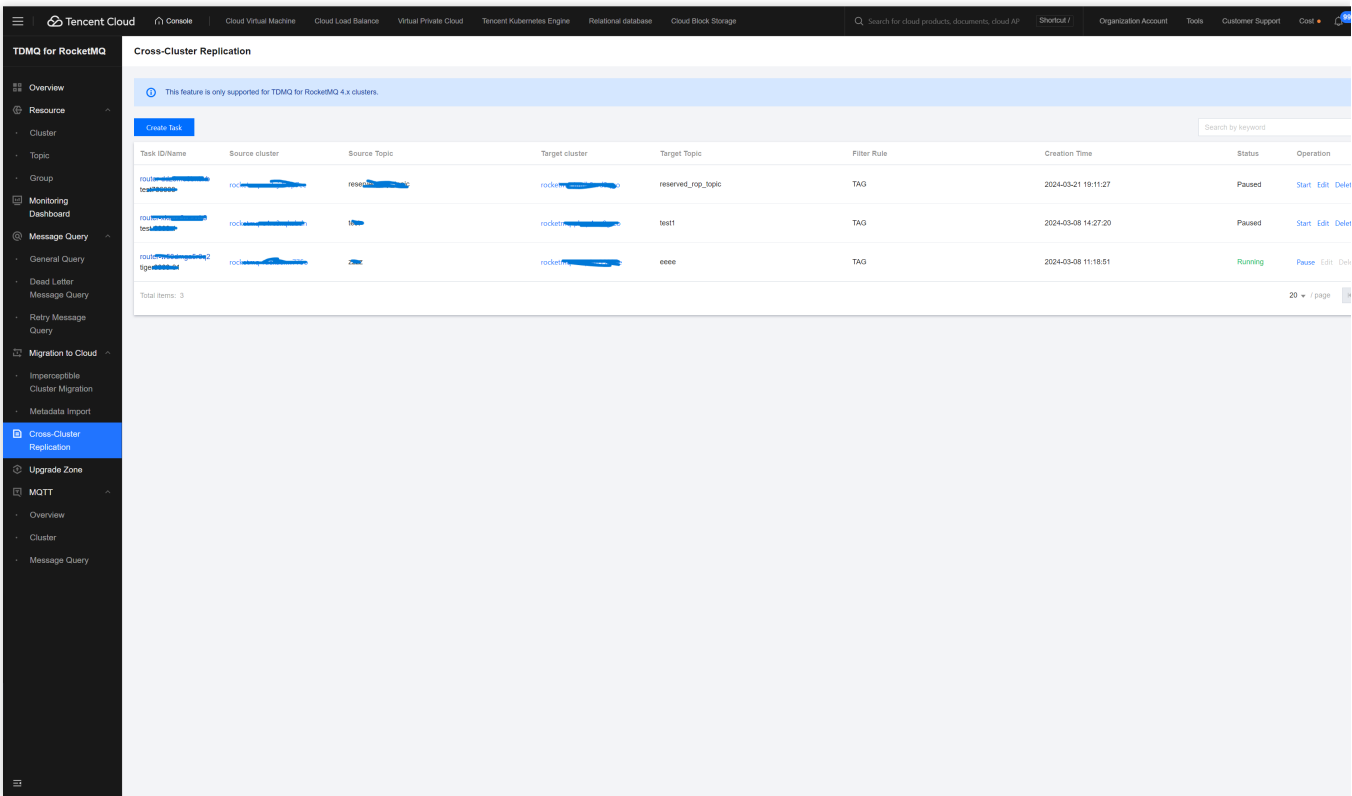 Tencent Cloud Console Cloud Virtual Machine Cloud Load Balance Virtual Private Cloud Tencent Kubernetes Engine Relational database Cloud Block Storage Search for cloud products, documents, cloud AP Shortcut / Organization Account Tools Customer Support Cost 99
TDMQ for RocketMQ
Overview
Resource
Cluster
Topic
Group
Monitoring
Dashboard
Message Query
General Query
Dead Letter
Message Query
Retry Message
Query
Migration to Cloud
Imperceptible
Cluster Migration
Metadata Import
Cross-Cluster
Replication
Upgrade Zone
MQTT
Overview
Cluster
Message Query
Cross-Cluster Replication
This feature is only supported for TDMQ for RocketMQ 4.x clusters.
Create Task Search by keyword
Task ID/Name Source cluster Source Topic Target cluster Target Topic Filter Rule Creation Time Status Operation
reserved_rop_topic TAG 2024-03-21 19:11:27 Paused Start Edit Delet
test1 TAG 2024-03-08 14:27:20 Paused Start Edit Delet
eeee TAG 2024-03-08 11:18:51 Running Pause Edit Dele
Total items: 3 20 / page